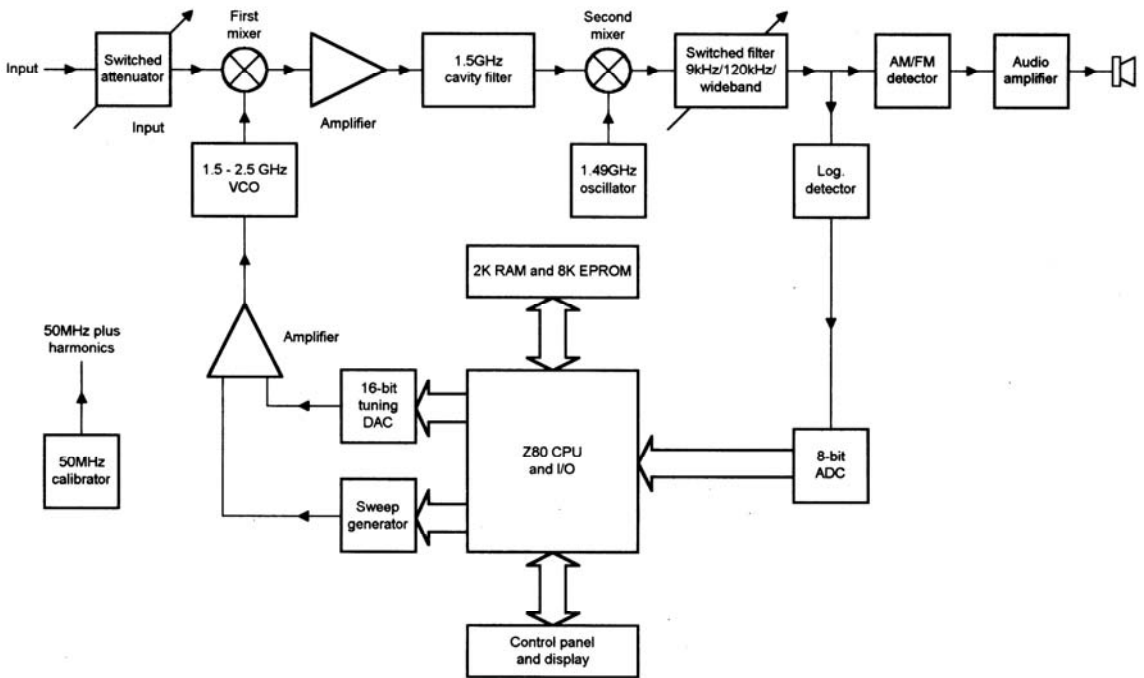 First
mixer
Second
mixer
Input
Switched
attenuator
Input
Amplifier
1.5GHz
cavity filter
Switched filter
9kHz/120kHz/
wideband
AM/FM
detector
Audio
amplifier
1.5 - 2.5 GHz
VCO
1.49GHz
oscillator
Log.
detector
2K RAM and 8K EPROM
50MHz plus
harmonics
Amplifier
16-bit
tuning
DAC
Z80 CPU
and I/O
8-bit
ADC
50MHz
calibrator
Sweep
generator
Control panel
and display